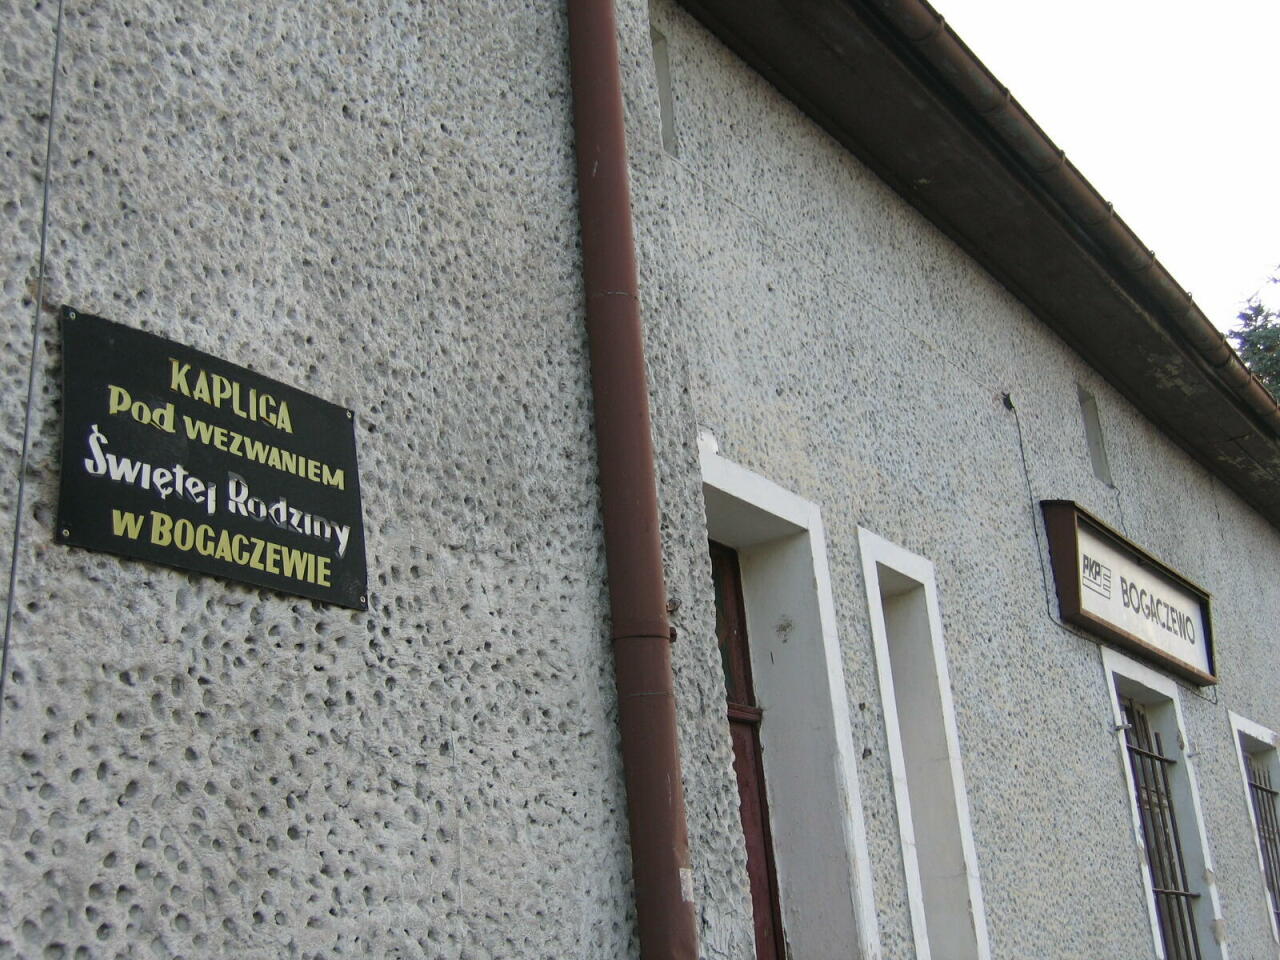 KAPLICA
Pod WEZWANIEM
Świętej Rodziny
W BOGACZEWIE
PKP BOGACZEWO